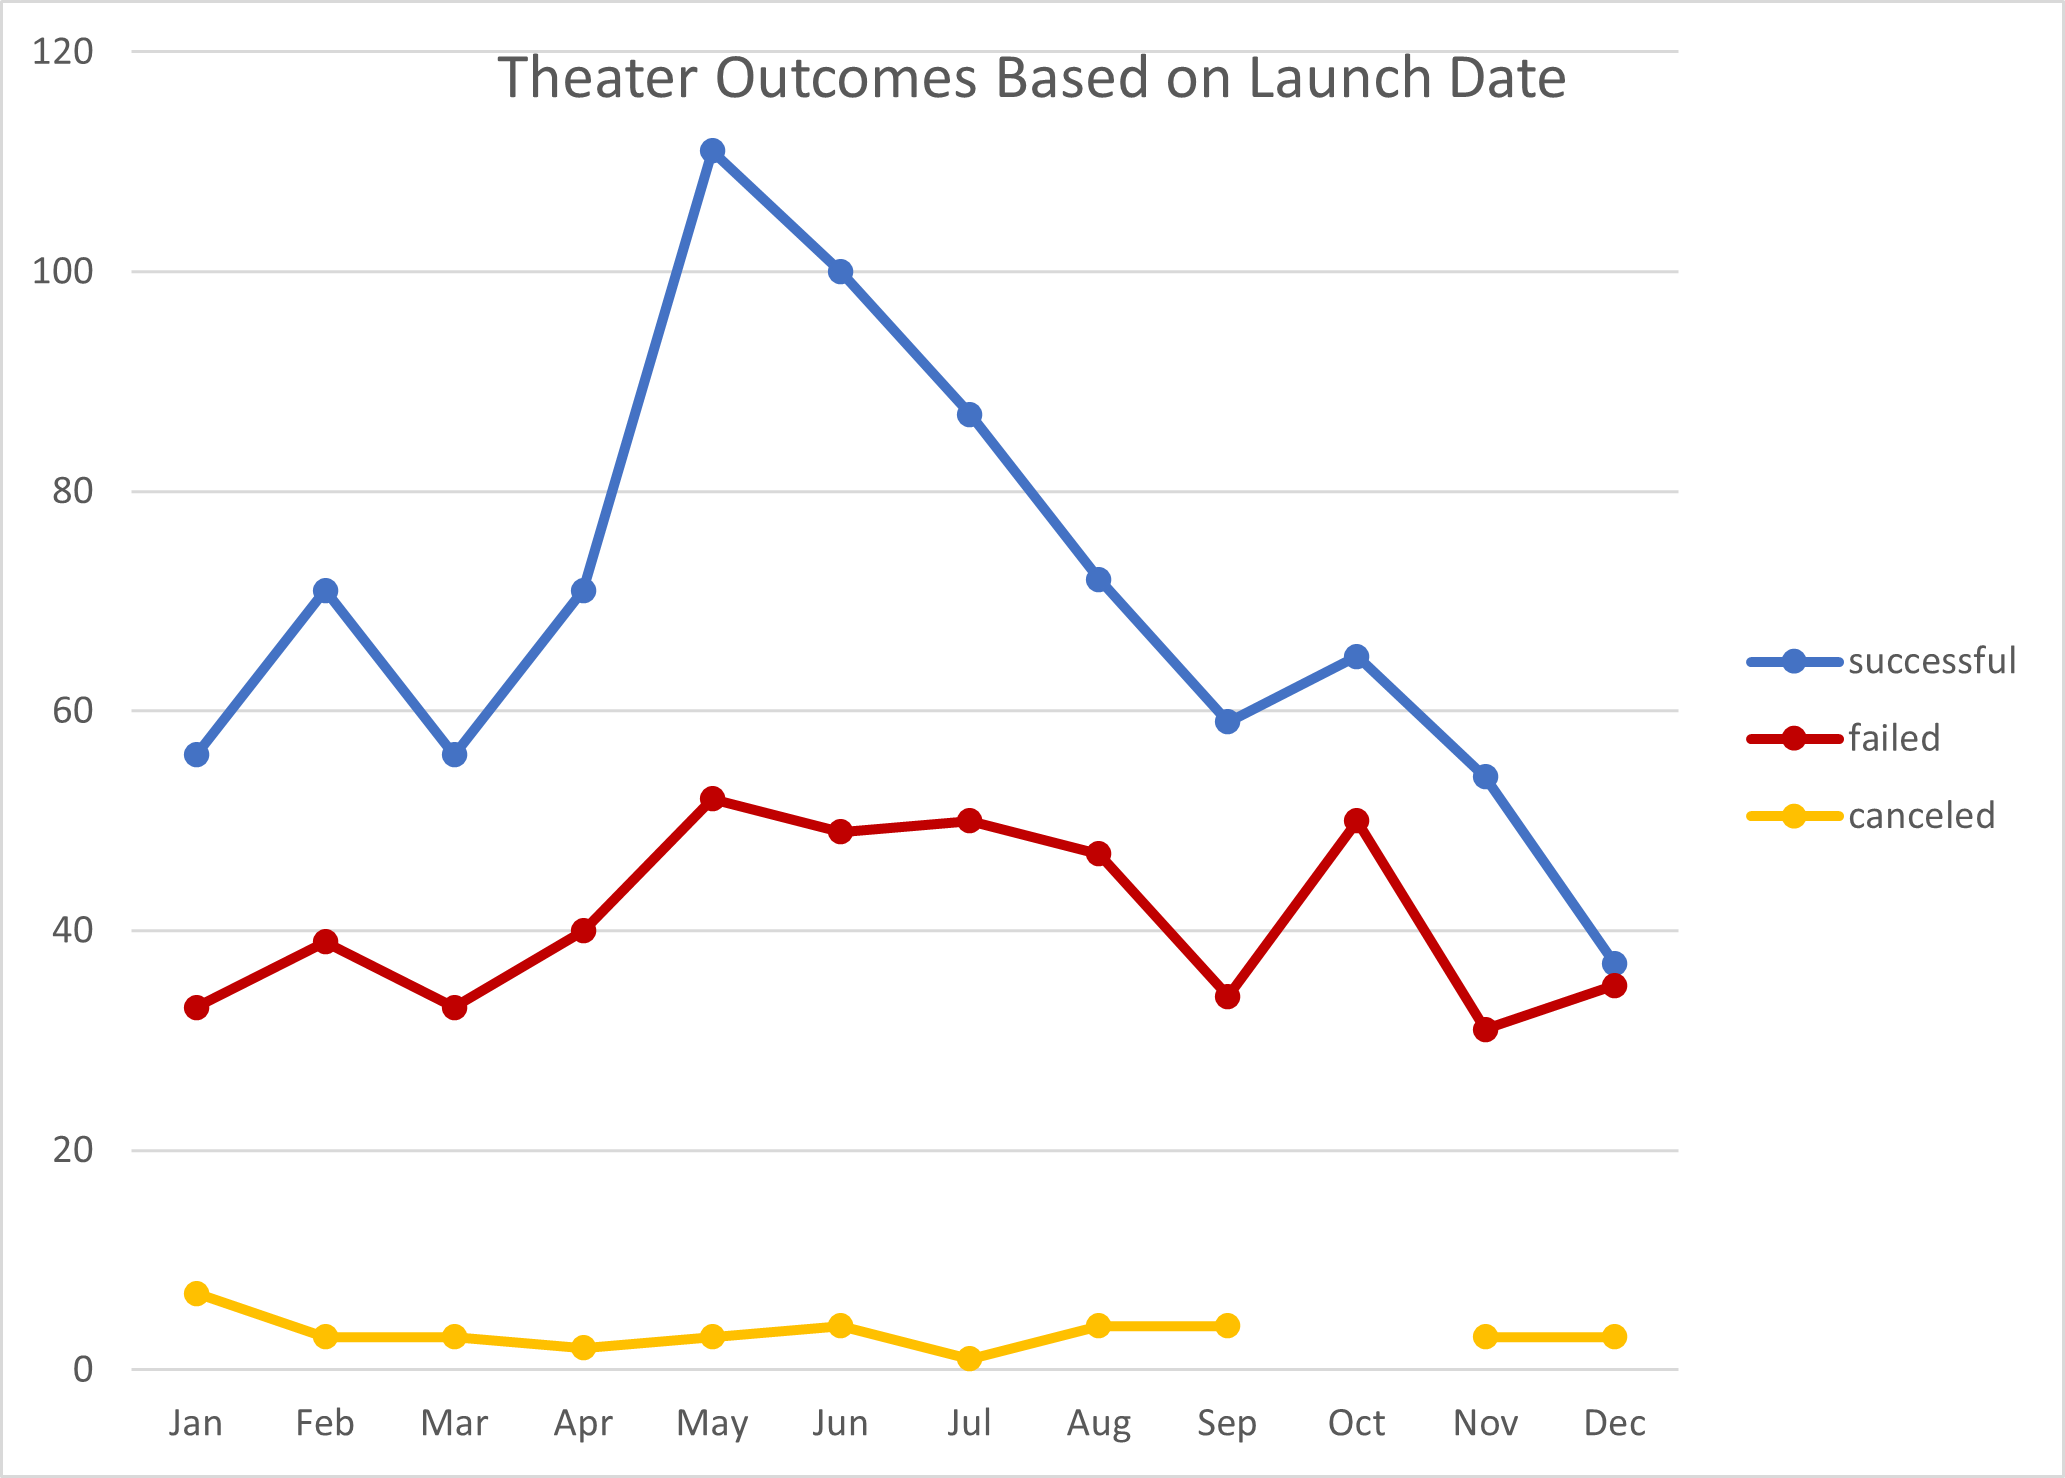 Theater Outcomes Based on Launch Date
120
100
80
60
40
20
0
Jan Feb Mar Apr May Jun Jul Aug Sep Oct Nov Dec
successful
failed
canceled